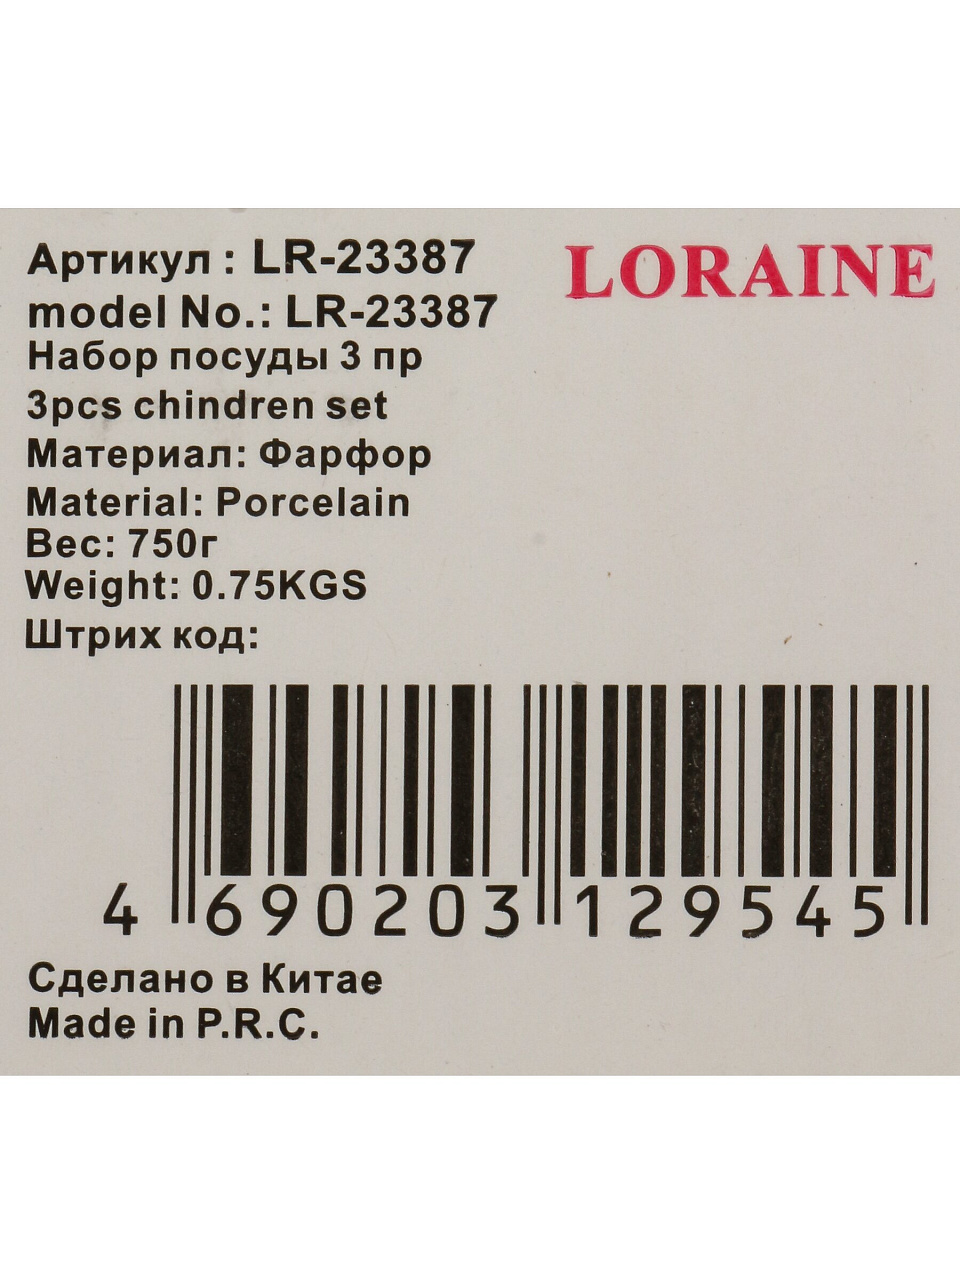 Артикул : LR-23387
LORAINE
model No.: LR-23387
Набор посуды 3 пр
3pcs chindren set
Материал: Фарфор
Material: Porcelain
Вес: 750г
Weight: 0.75KGS
Штрих код:
4 690203 129545
Сделано в Китае
Made in P.R.C.